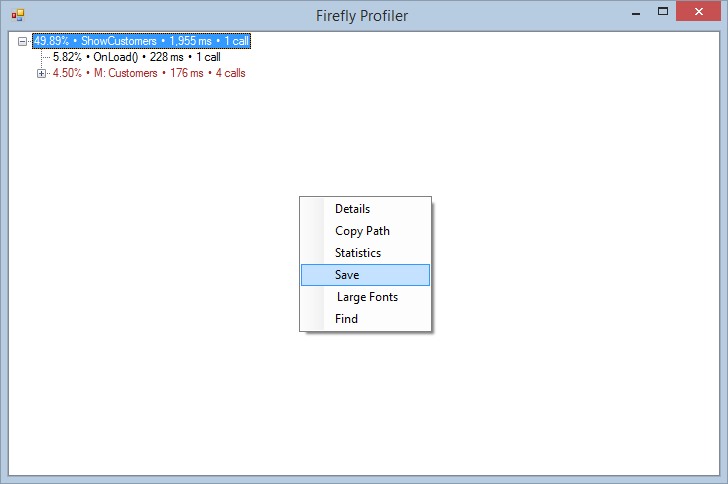 Firefly Profiler
49.89% • ShowCustomers • 1,955 ms • 1 call
5.82% • OnLoad() • 228 ms • 1 call
4.50% • M: Customers • 176 ms • 4 calls
Details
Copy Path
Statistics
Save
Large Fonts
Find